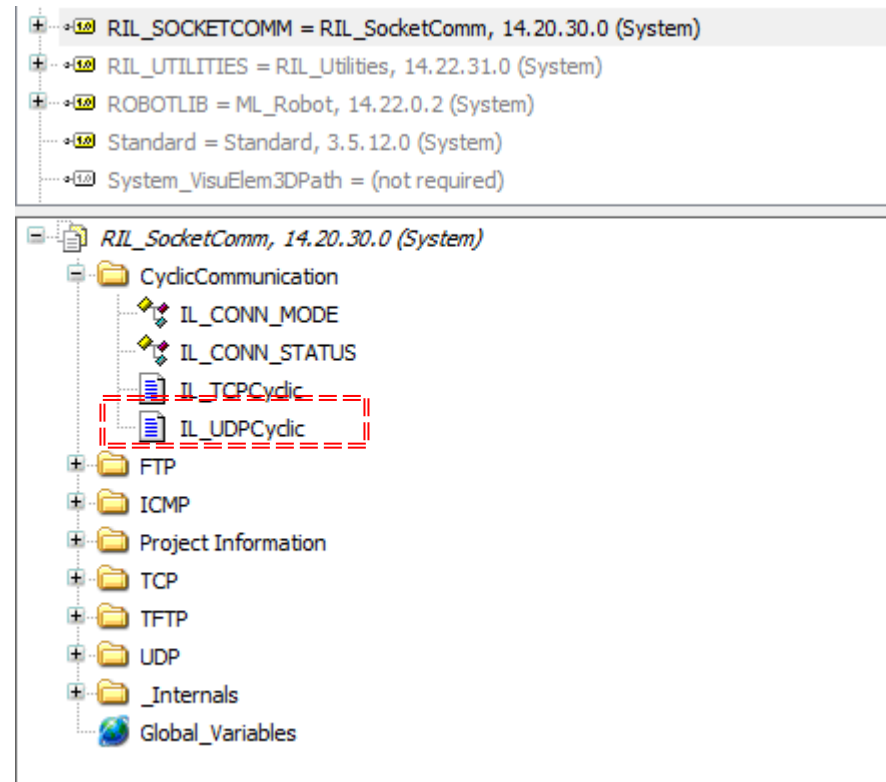 RIL_SOCKETCOMM = RIL_SocketComm, 14.20.30.0 (System)
RIL_UTILITIES = RIL_Utilities, 14.22.31.0 (System)
ROBOTLIB = ML_Robot, 14.22.0.2 (System)
Standard = Standard, 3.5.12.0 (System)
System_VisuElem3DPath = (not required)
RIL_SocketComm, 14.20.30.0 (System)
CyclicCommunication
IL_CONN_MODE
IL_CONN_STATUS
IL_TCPCyclic
IL_UDPCyclic
FTP
ICMP
Project Information
TCP
TFTP
UDP
_Internals
Global_Variables